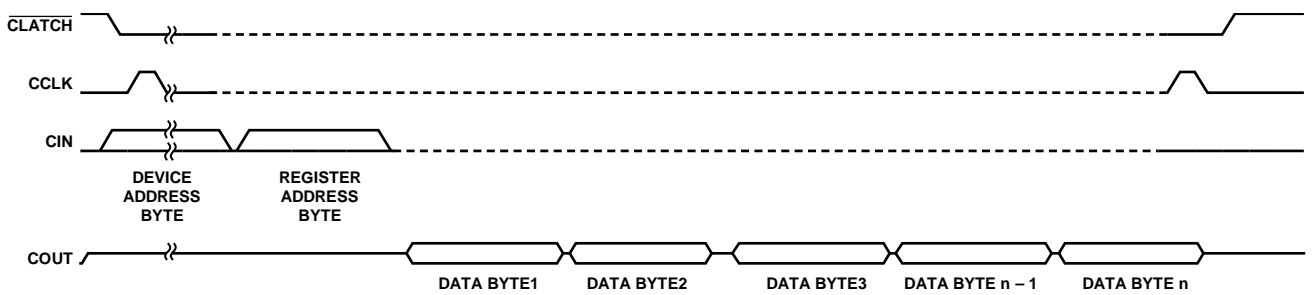 CLATCH
CCLK
CIN
DEVICE
ADDRESS
BYTE
REGISTER
ADDRESS
BYTE
COUT
DATA BYTE1
DATA BYTE2
DATA BYTE3
DATA BYTE n – 1
DATA BYTE n